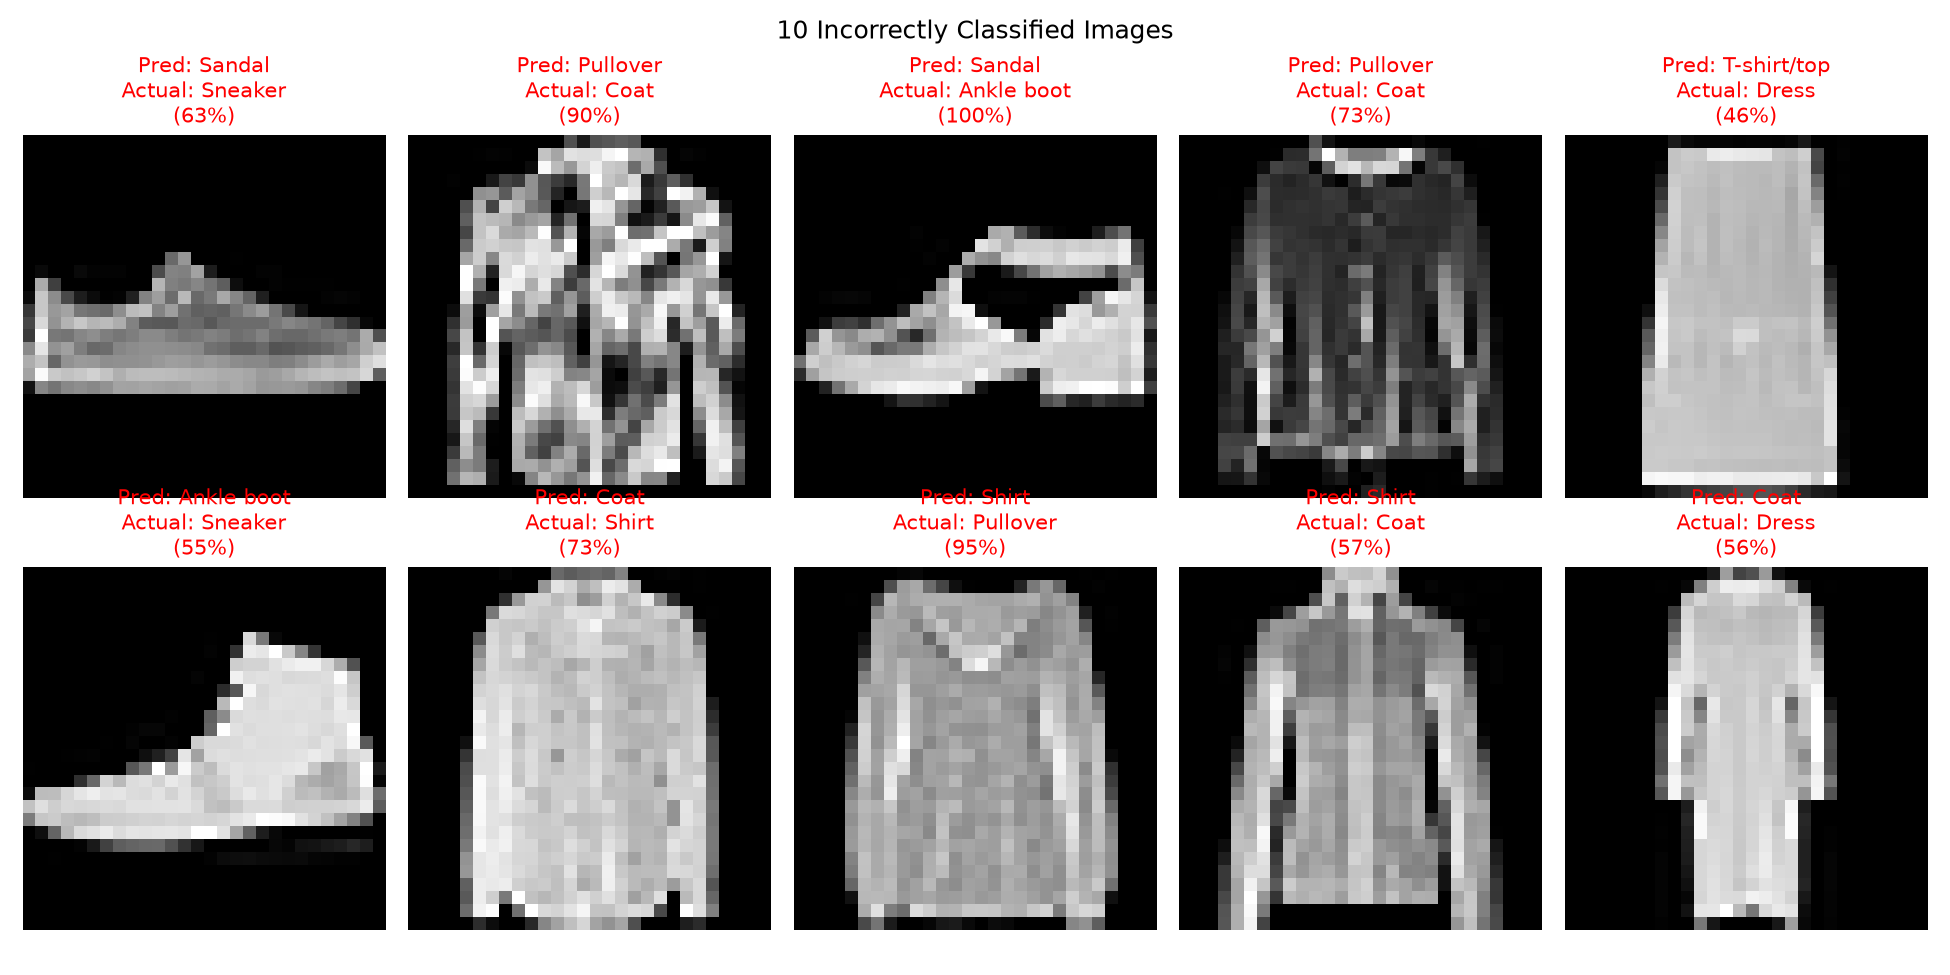 10 Incorrectly Classified Images
Pred: Sandal
Actual: Sneaker
(63%)
Pred: Pullover
Actual: Coat
(90%)
Pred: Sandal
Actual: Ankle boot
(100%)
Pred: Pullover
Actual: Coat
(73%)
Pred: T-shirt/top
Actual: Dress
(46%)
Pred: Ankle boot
Actual: Sneaker
(55%)
Pred: Coat
Actual: Shirt
(73%)
Pred: Shirt
Actual: Pullover
(95%)
Pred: Shirt
Actual: Coat
(57%)
Pred: Coat
Actual: Dress
(56%)